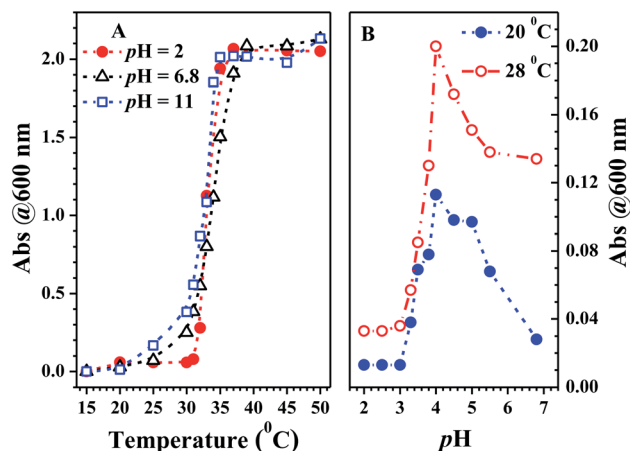 A
pH = 2
pH = 6.8
pH = 11
2.0
1.5
1.0
0.5
0.0
Abs @600 nm
15 20 25 30 35 40 45 50
Temperature (⁰C)
B
20 ⁰C
28 ⁰C
0.20
0.16
0.12
0.08
0.04
0.00
Abs @600 nm
2 3 4 5 6 7
pH